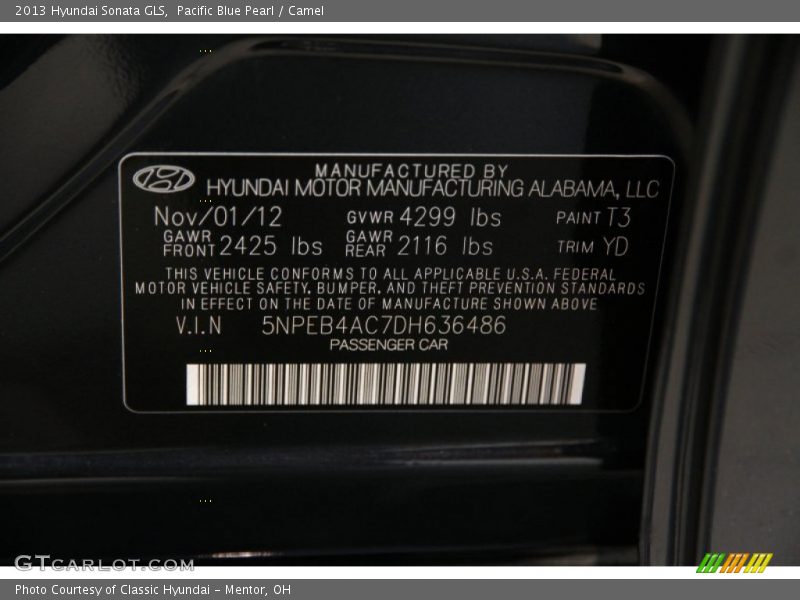 2013 Hyundai Sonata GLS, Pacific Blue Pearl / Camel
MANUFACTURED BY
HYUNDAI MOTOR MANUFACTURING ALABAMA, LLC
Nov/01/12 GVWR 4299 lbs PAINT T3
GAWR FRONT 2425 lbs GAWR REAR 2116 lbs TRIM YD
THIS VEHICLE CONFORMS TO ALL APPLICABLE U.S.A. FEDERAL
MOTOR VEHICLE SAFETY, BUMPER, AND THEFT PREVENTION STANDARDS
IN EFFECT ON THE DATE OF MANUFACTURE SHOWN ABOVE
V.I.N 5NPEB4AC7DH636486
PASSENGER CAR
GTCARLOT.COM
Photo Courtesy of Classic Hyundai - Mentor, OH